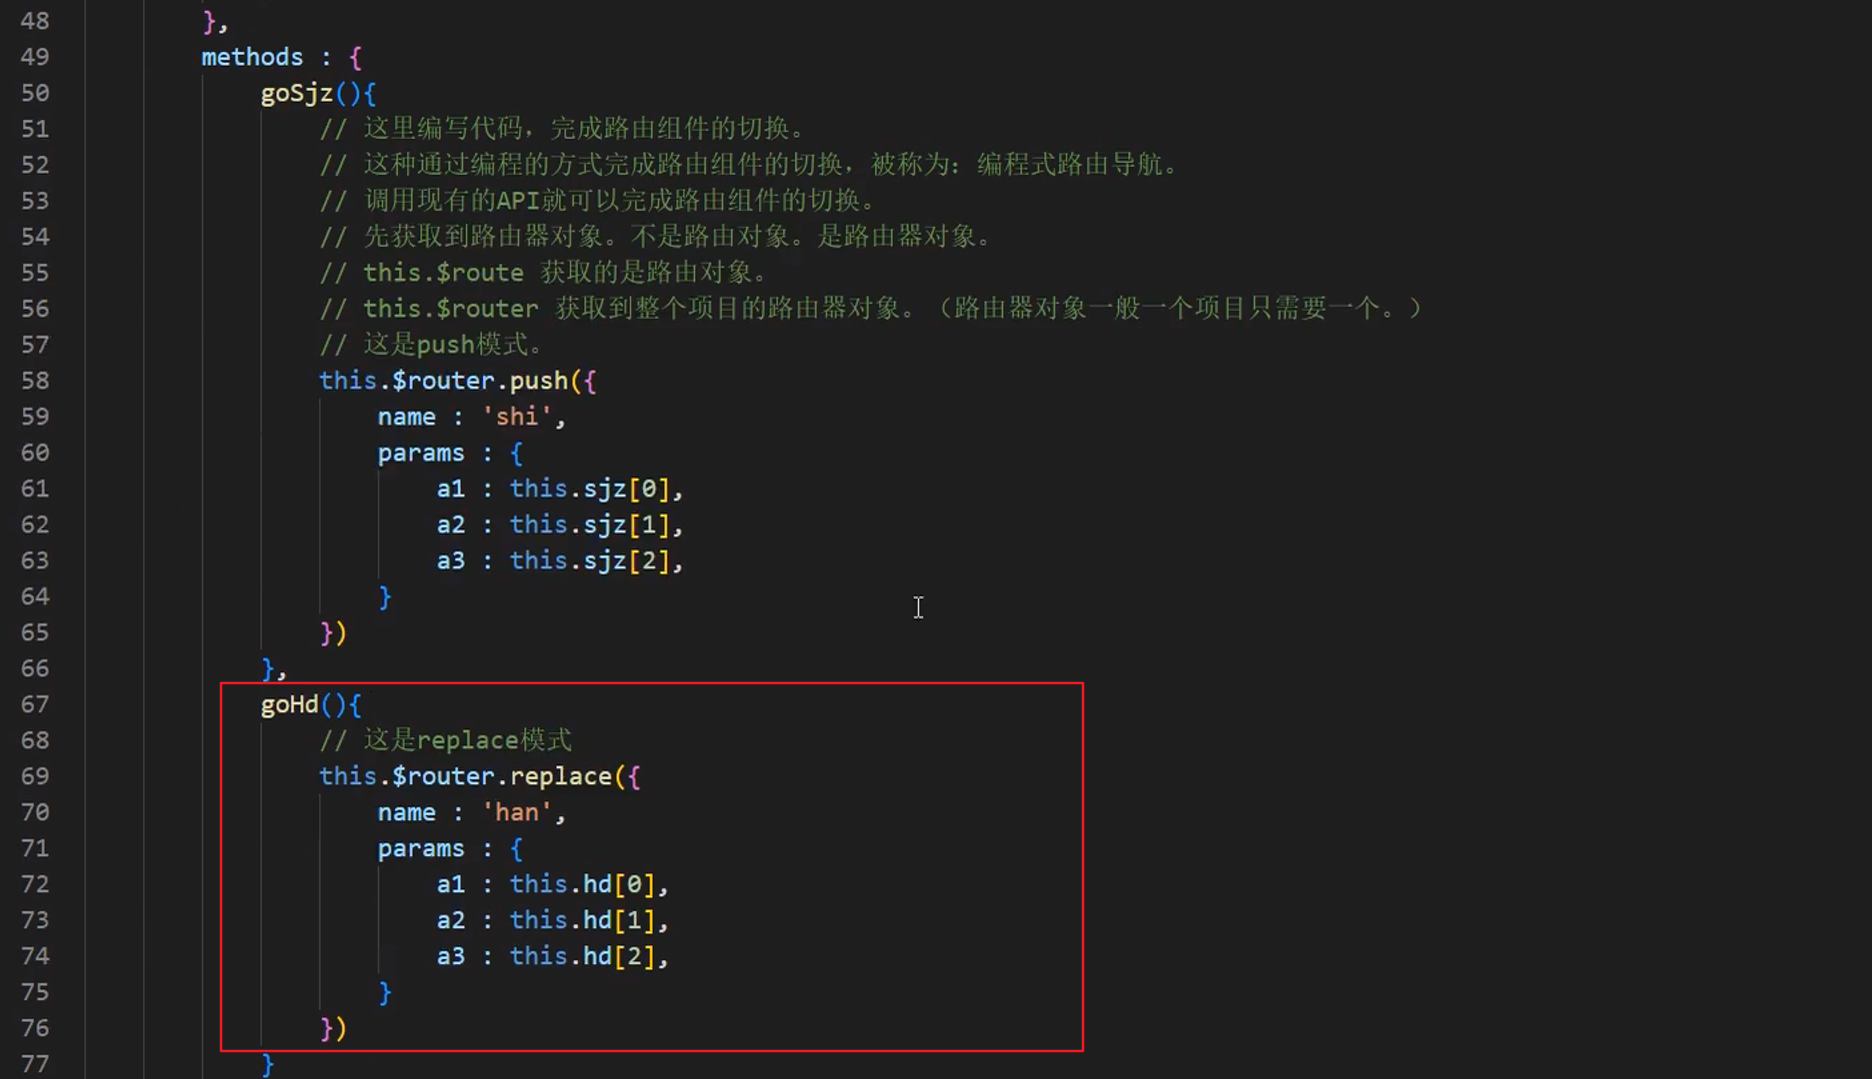 48 },
49 methods : {
50 goSjz(){
51 // 这里编写代码，完成路由组件的切换。
52 // 这种通过编程的方式完成路由组件的切换，被称为：编程式路由导航。
53 // 调用现有的API就可以完成路由组件的切换。
54 // 先获取到路由器对象。不是路由对象。是路由器对象。
55 // this.$route 获取的是路由对象。
56 // this.$router 获取到整个项目的路由器对象。（路由器对象一般一个项目只需要一个。）
57 // 这是push模式。
58 this.$router.push({
59 name : 'shi',
60 params : {
61 a1 : this.sjz[0],
62 a2 : this.sjz[1],
63 a3 : this.sjz[2],
64 }
65 })
66 },
67 goHd(){
68 // 这是replace模式
69 this.$router.replace({
70 name : 'han',
71 params : {
72 a1 : this.hd[0],
73 a2 : this.hd[1],
74 a3 : this.hd[2],
75 }
76 })
77 }